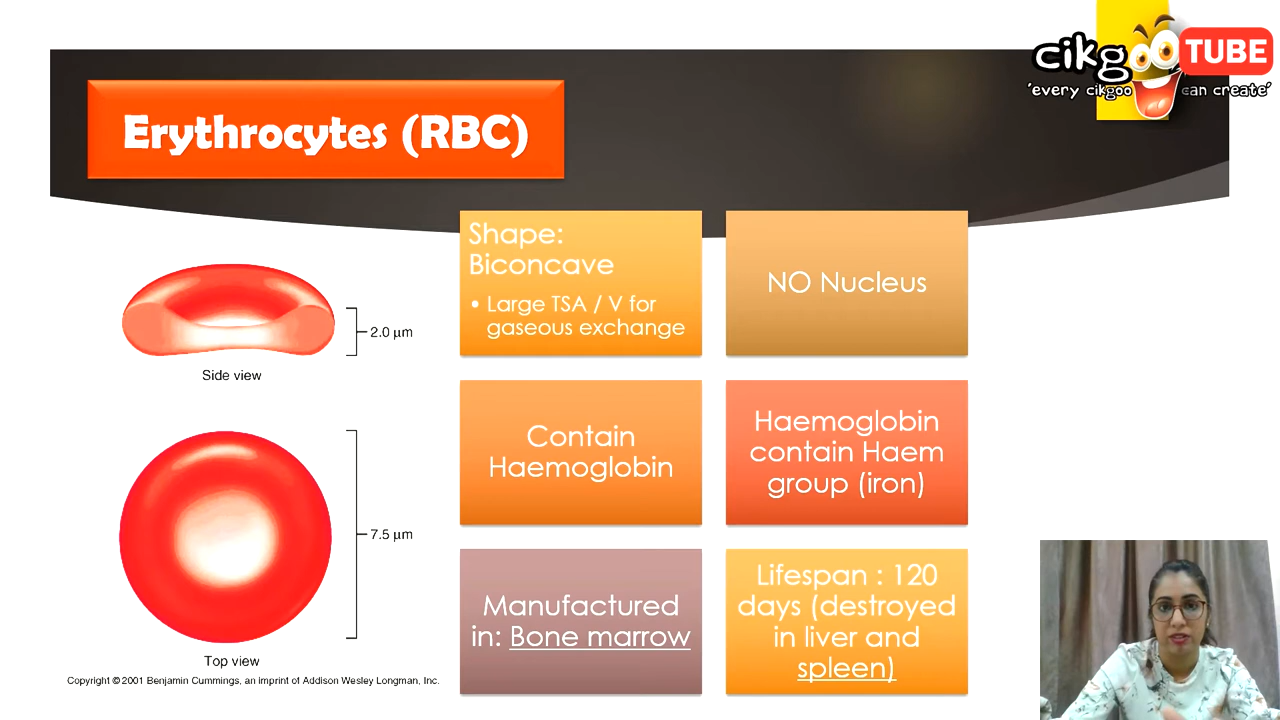 cikgoo TUBE
'every cikgoo can create'
Erythrocytes (RBC)
Shape:
Biconcave
• Large TSA / V for
gaseous exchange
NO Nucleus
2.0 µm
Side view
Contain
Haemoglobin
Haemoglobin
contain Haem
group (iron)
7.5 µm
Top view
Manufactured
in: Bone marrow
Lifespan : 120
days (destroyed
in liver and
spleen)
Copyright ©2001 Benjamin Cummings, an imprint of Addison Wesley Longman, Inc.